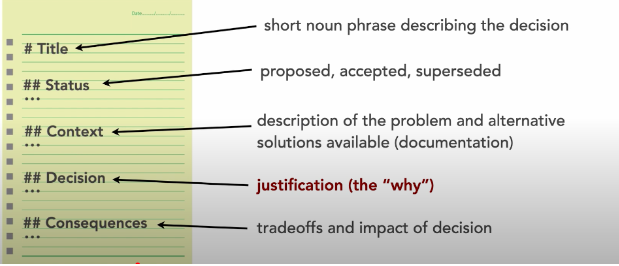 Date
# Title
short noun phrase describing the decision
## Status
...
proposed, accepted, superseded
## Context
...
description of the problem and alternative
solutions available (documentation)
## Decision
...
justification (the “why”)
## Consequences
...
tradeoffs and impact of decision